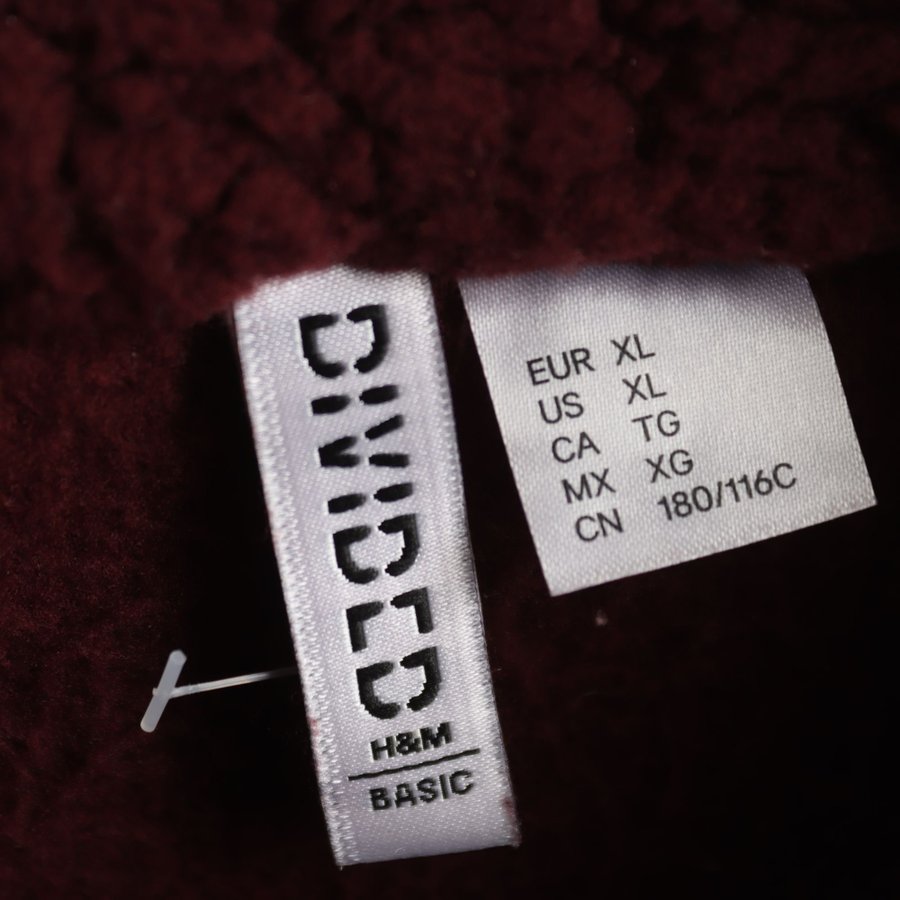 DIVIDED
H&M
BASIC
EUR XL
US XL
CA TG
MX XG
CN 180/116C